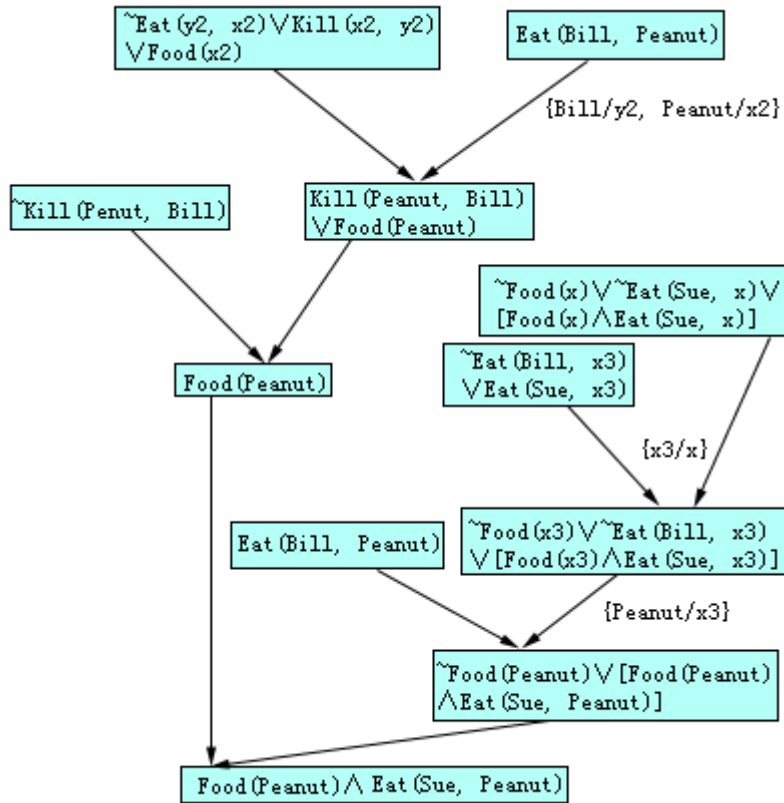 ~Eat(y2, x2)∨Kill(x2, y2)
∨Food(x2)
Eat(Bill, Peanut)
{Bill/y2, Peanut/x2}
~Kill(Penut, Bill)
Kill(Peanut, Bill)
∨Food(Peanut)
~Food(x)∨~Eat(Sue, x)∨
[Food(x)∧Eat(Sue, x)]
Food(Peanut)
~Eat(Bill, x3)
∨Eat(Sue, x3)
{x3/x}
Eat(Bill, Peanut)
~Food(x3)∨~Eat(Bill, x3)
∨[Food(x3)∧Eat(Sue, x3)]
{Peanut/x3}
~Food(Peanut)∨[Food(Peanut)
∧Eat(Sue, Peanut)]
Food(Peanut)∧ Eat(Sue, Peanut)